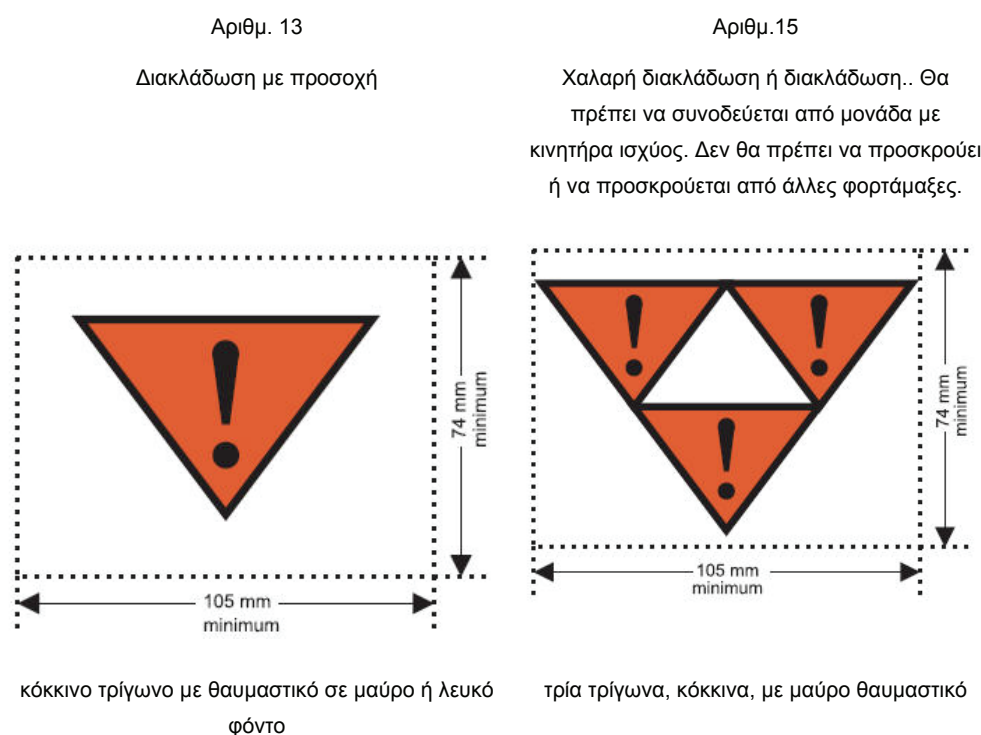 Αριθμ. 13
Διακλάδωση με προσοχή
Αριθμ.15
Χαλαρή διακλάδωση ή διακλάδωση.. Θα
πρέπει να συνοδεύεται από μονάδα με
κινητήρα ισχύος. Δεν θα πρέπει να προσκρούει
ή να προσκρούεται από άλλες φορτάμαξες.
!
74 mm
minimum
105 mm
minimum
! !
!
74 mm
minimum
105 mm
minimum
κόκκινο τρίγωνο με θαυμαστικό σε μαύρο ή λευκό
φόντο
τρία τρίγωνα, κόκκινα, με μαύρο θαυμαστικό